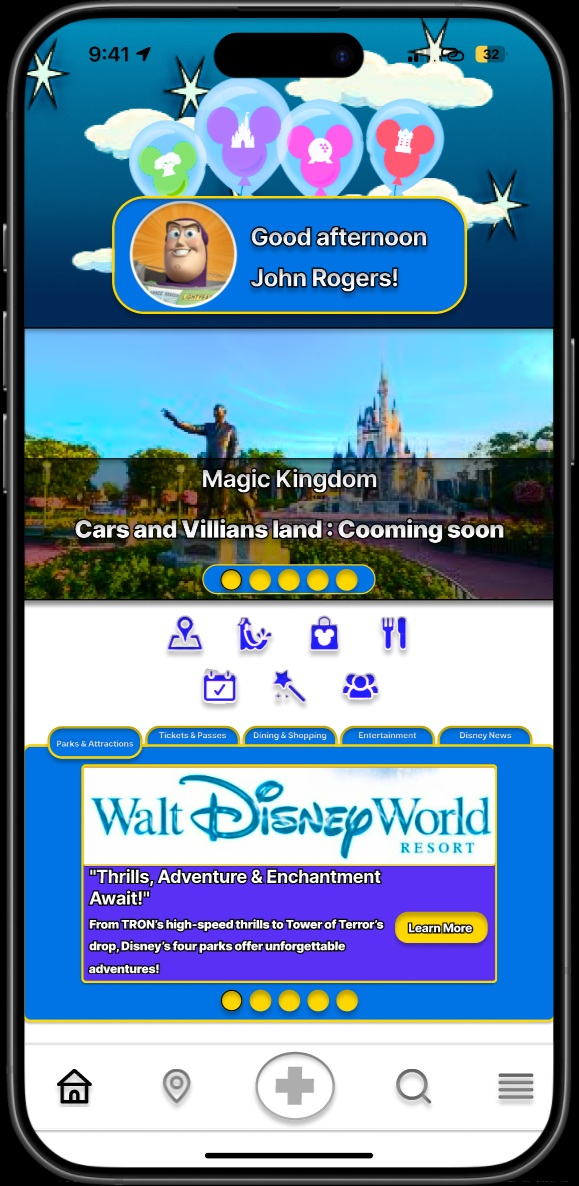 9:41
32
Good afternoon
John Rogers!
Magic Kingdom
Cars and Villians land : Cooming soon
Parks & Attractions
Tickets & Passes
Dining & Shopping
Entertainment
Disney News
Walt Disney World
RESORT
"Thrills, Adventure & Enchantment
Await!"
From TRON's high-speed thrills to Tower of Terror's
drop, Disney's four parks offer unforgettable
adventures!
Learn More